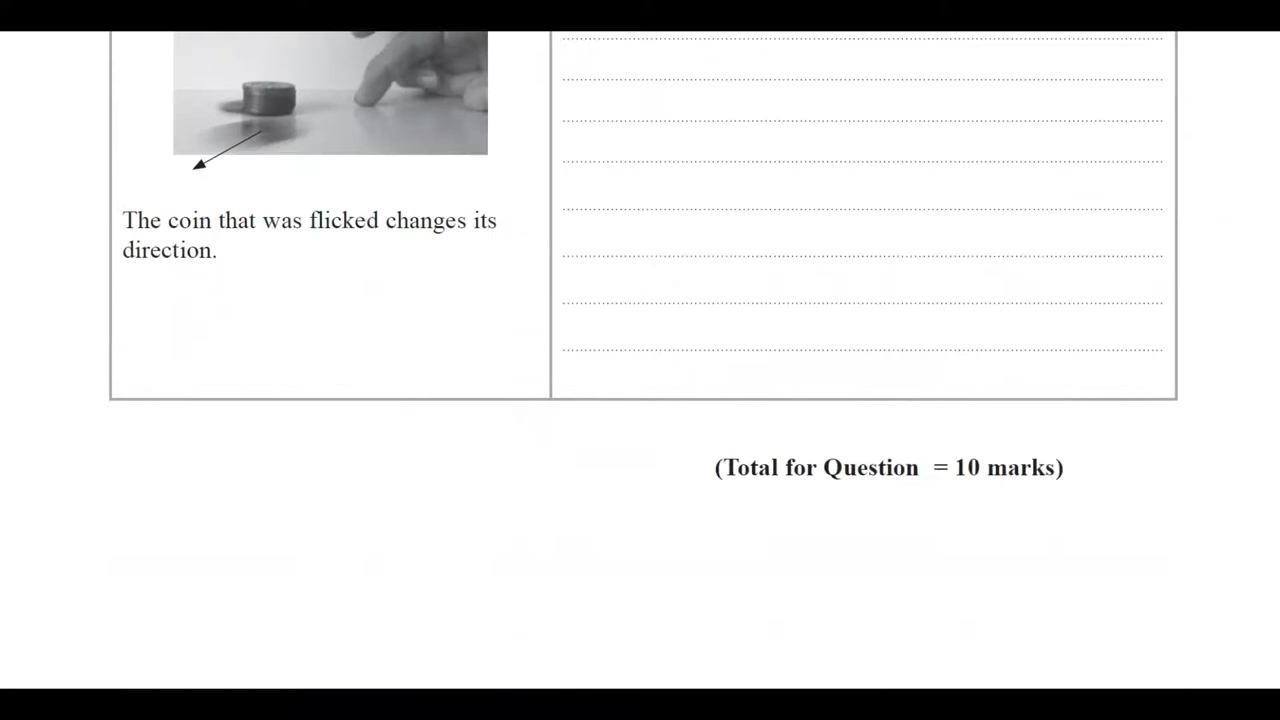 The coin that was flicked changes its
direction.
(Total for Question = 10 marks)